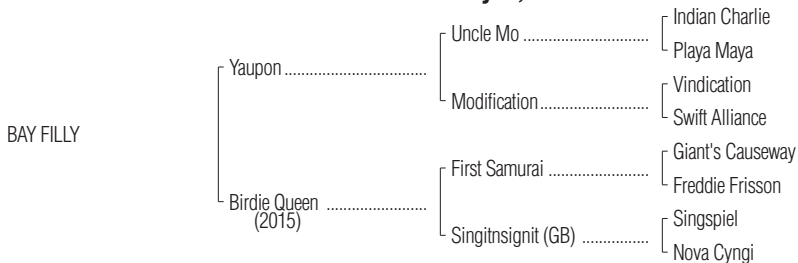 Indian Charlie
Uncle Mo ..............................
Playa Maya
Yaupon ..................................
Vindication
Modification ..........................
Swift Alliance
BAY FILLY
Giant's Causeway
First Samurai .........................
Freddie Frisson
Birdie Queen ........................
(2015)
Singspiel
Singitnsignit (GB) ................
Nova Cyngi